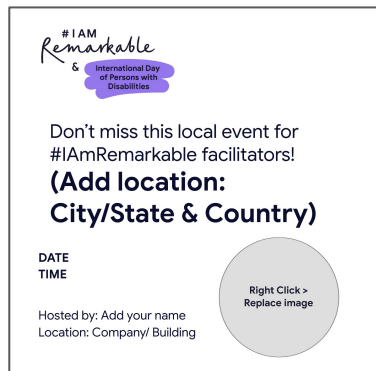 #IAM
Remarkable
&
International Day
of Persons with
Disabilities
Don't miss this local event for
#IAmRemarkable facilitators!
(Add location:
City/State & Country)
DATE
TIME
Right Click >
Replace image
Hosted by: Add your name
Location: Company/ Building